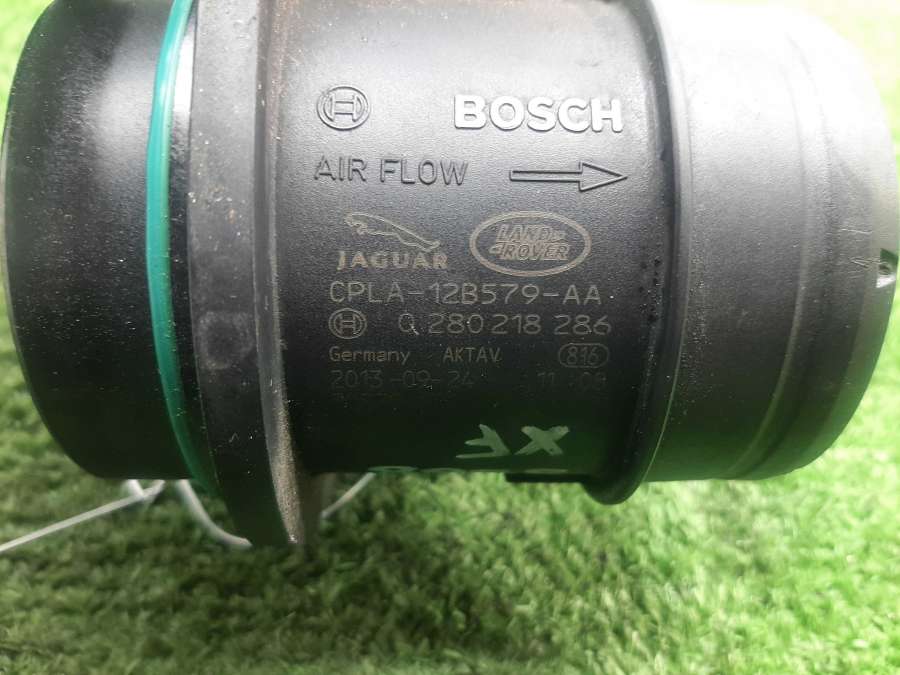 BOSCH
AIR FLOW
JAGUAR LAND ROVER
CPLA-12B579-AA
0 280 218 286
Germany AKTAV 816
2013-09-24
XF